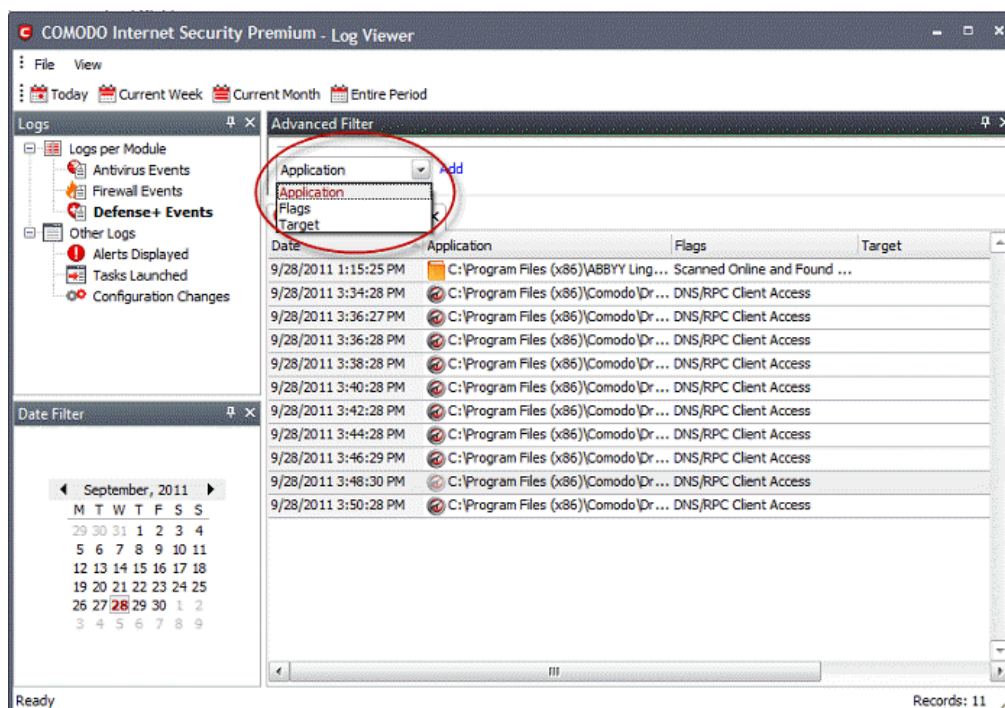 COMODO Internet Security Premium - Log Viewer
File View
Today Current Week Current Month Entire Period
Logs
Logs per Module
Antivirus Events
Firewall Events
Defense+ Events
Other Logs
Alerts Displayed
Tasks Launched
Configuration Changes
Date Filter
September, 2011
M T W T F S S
29 30 31 1 2 3 4
5 6 7 8 9 10 11
12 13 14 15 16 17 18
19 20 21 22 23 24 25
26 27 28 29 30 1 2
3 4 5 6 7 8 9
Advanced Filter
Application Add
Application
Flags
Target
Date Application Flags Target
9/28/2011 1:15:25 PM C:\Program Files (x86)\ABBYY Ling... Scanned Online and Found ...
9/28/2011 3:34:28 PM C:\Program Files (x86)\Comodo\Dr... DNS/RPC Client Access
9/28/2011 3:36:27 PM C:\Program Files (x86)\Comodo\Dr... DNS/RPC Client Access
9/28/2011 3:36:28 PM C:\Program Files (x86)\Comodo\Dr... DNS/RPC Client Access
9/28/2011 3:38:28 PM C:\Program Files (x86)\Comodo\Dr... DNS/RPC Client Access
9/28/2011 3:40:28 PM C:\Program Files (x86)\Comodo\Dr... DNS/RPC Client Access
9/28/2011 3:42:28 PM C:\Program Files (x86)\Comodo\Dr... DNS/RPC Client Access
9/28/2011 3:44:28 PM C:\Program Files (x86)\Comodo\Dr... DNS/RPC Client Access
9/28/2011 3:46:29 PM C:\Program Files (x86)\Comodo\Dr... DNS/RPC Client Access
9/28/2011 3:48:30 PM C:\Program Files (x86)\Comodo\Dr... DNS/RPC Client Access
9/28/2011 3:50:28 PM C:\Program Files (x86)\Comodo\Dr... DNS/RPC Client Access
Ready Records: 11